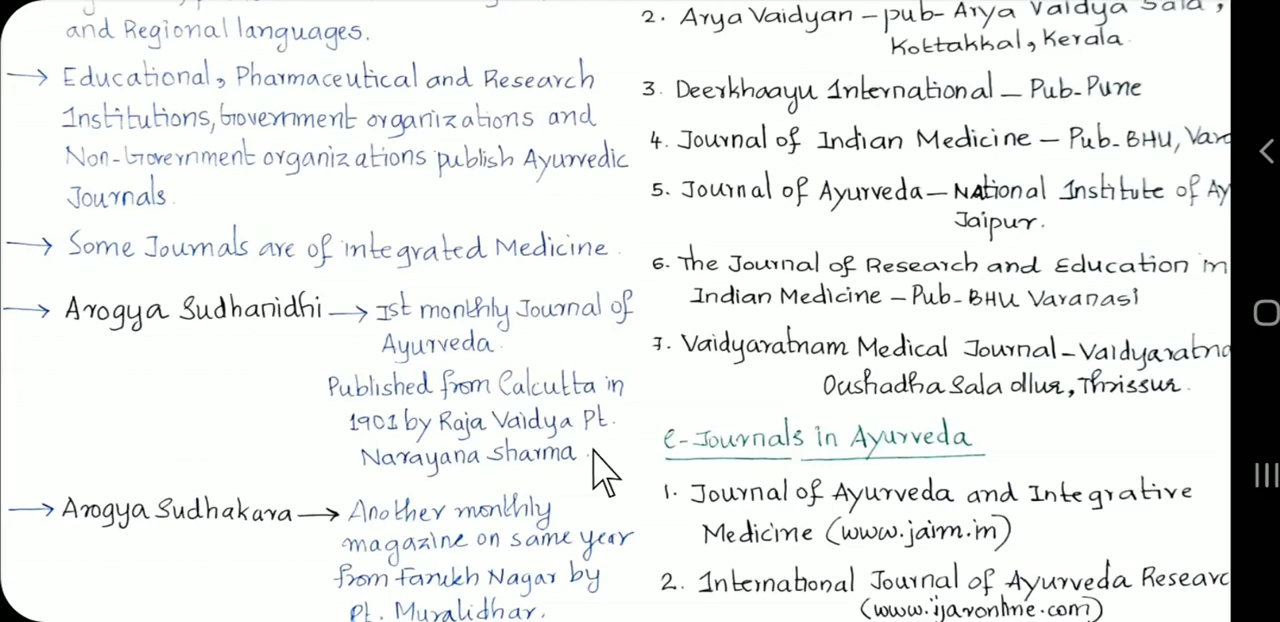 and Regional languages.
→ Educational, Pharmaceutical and Research
Institutions, Government organizations and
Non-Government organizations publish Ayurvedic
Journals.
→ Some Journals are of integrated Medicine.
→ Arogya Sudhanidhi → Ist monthly Journal of
Ayurveda.
Published from Calcutta in
1901 by Raja Vaidya Pt.
Narayana Sharma.
→ Arogya Sudhakara → Another monthly
magazine on same year
from Farukh Nagar by
Pt. Muralidhar.
2. Arya Vaidyan – pub- Arya Vaidya Sala,
Kottakkal, Kerala.
3. Deerkhaayu International – Pub-Pune
4. Journal of Indian Medicine – Pub- BHU, Vara
5. Journal of Ayurveda – National Institute of Ay
Jaipur.
6. The Journal of Research and Education in
Indian Medicine – Pub- BHU Varanasi
7. Vaidyaratnam Medical Journal – Vaidyaratna
Oushadha Sala ollur, Thrissur.
e-Journals in Ayurveda
1. Journal of Ayurveda and Integrative
Medicine (www.jaim.in)
2. International Journal of Ayurveda Researc
(www.ijaronline.com)